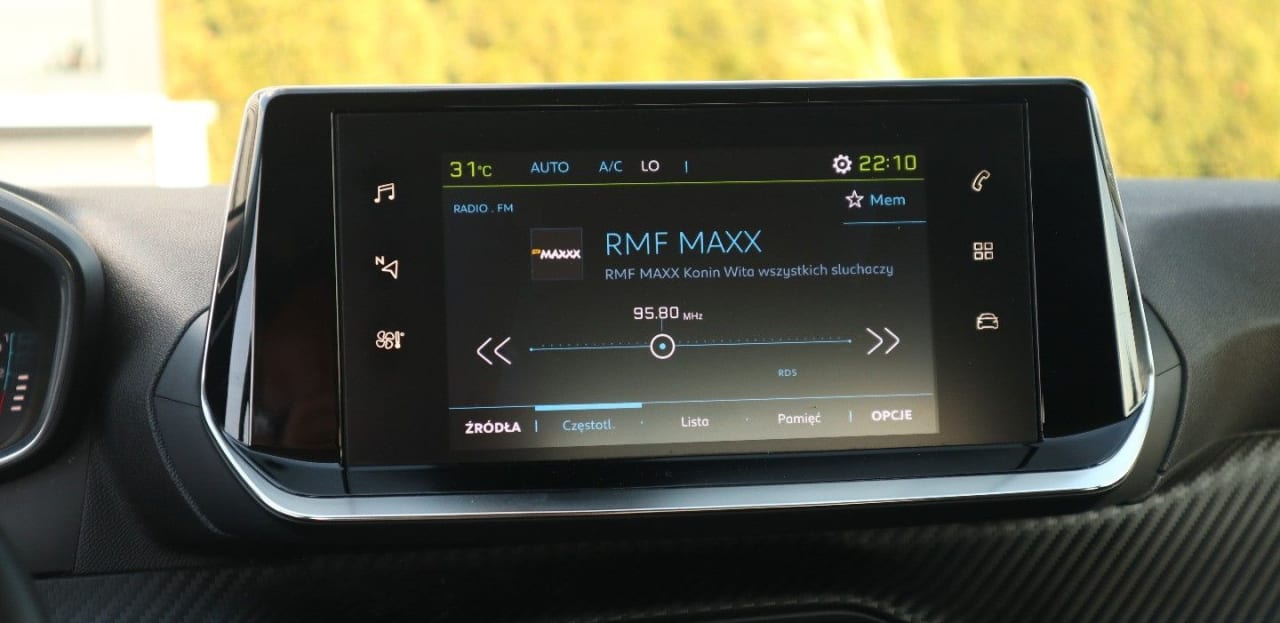 31°C AUTO A/C LO 22:10
RADIO . FM
Mem
MAXXX
RMF MAXX
RMF MAXX Konin Wita wszystkich sluchaczy
N
95.80 MHz
RDS
ŹRÓDŁA Częstotl. Lista Pamięć OPCJE